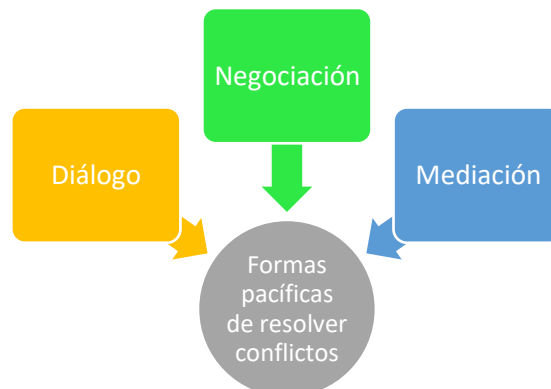 Negociación
Diálogo
Mediación
Formas
pacíficas
de resolver
conflictos